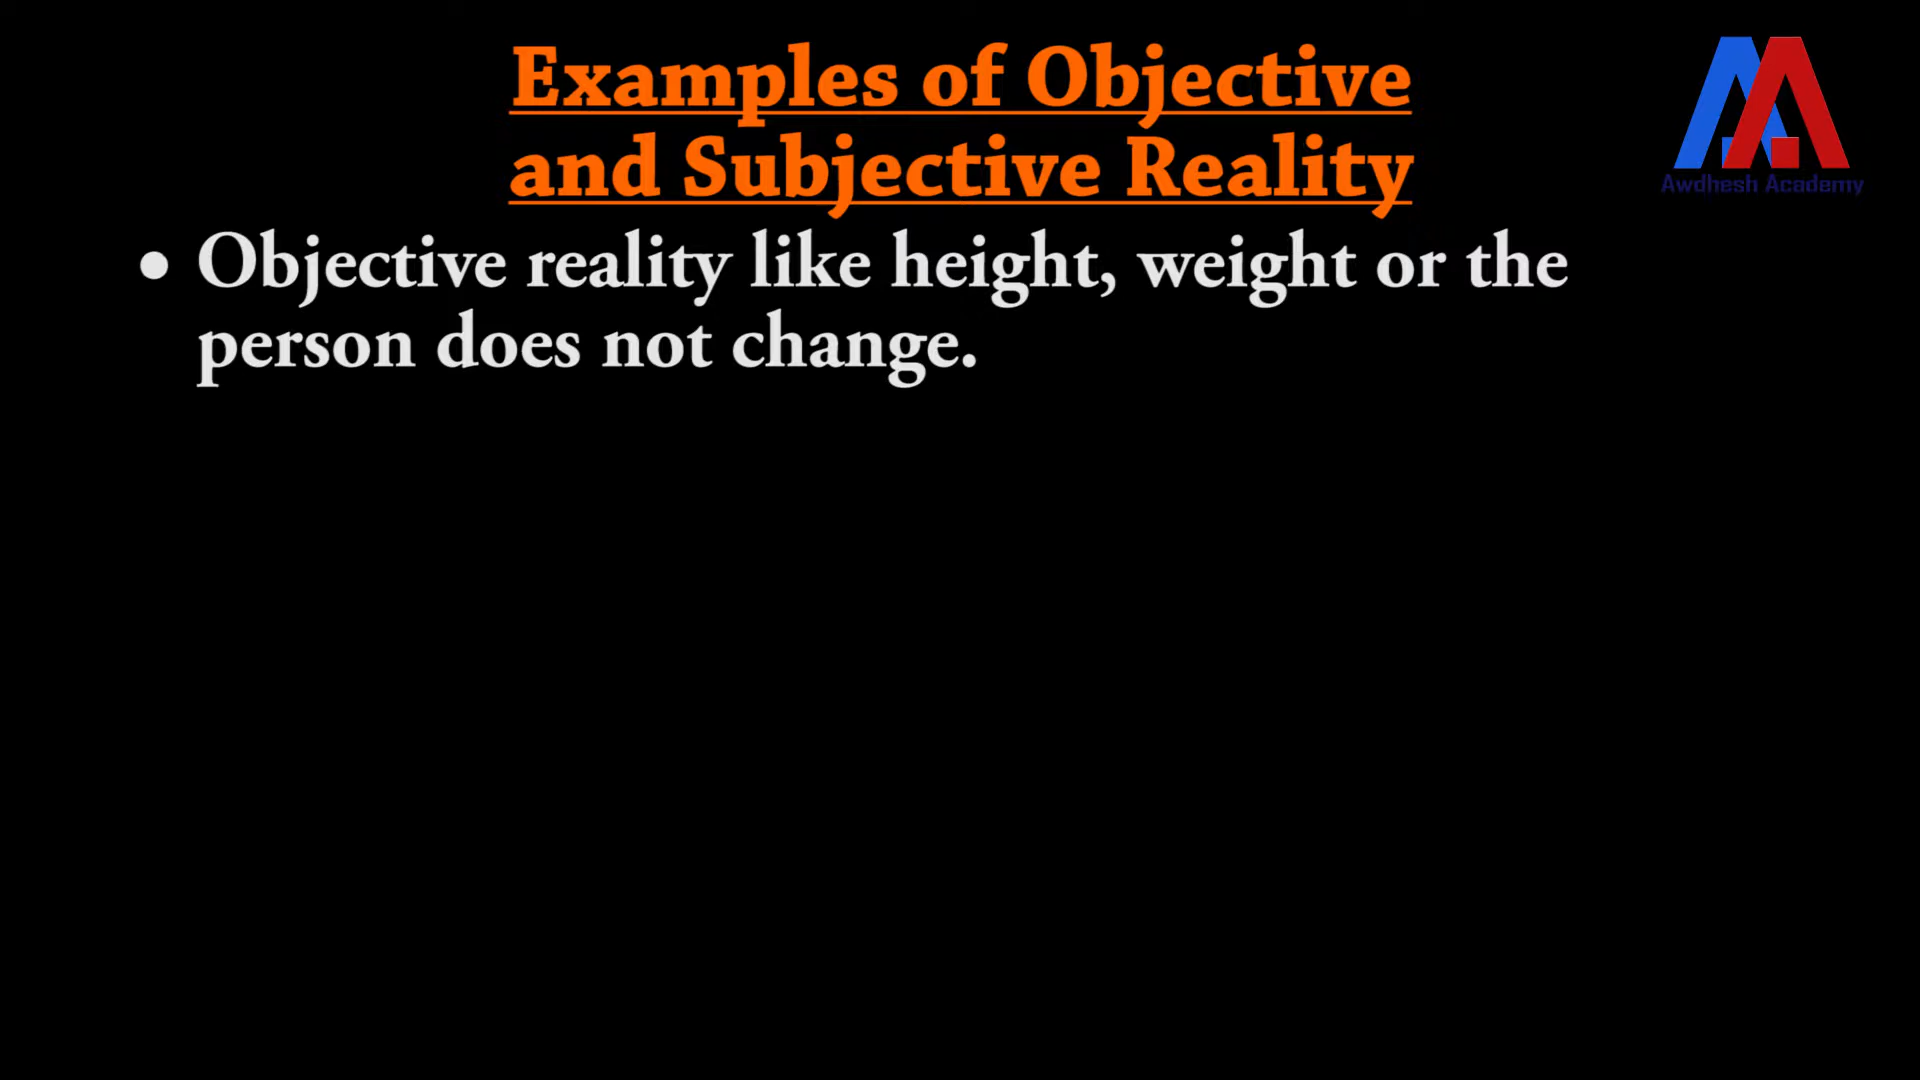 Examples of Objective
and Subjective Reality
Awdhesh Academy
• Objective reality like height, weight or the
person does not change.